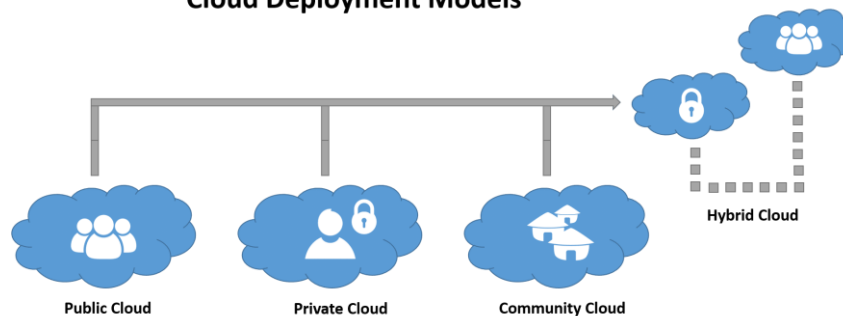 Cloud Deployment Models
Hybrid Cloud
Public Cloud
Private Cloud
Community Cloud